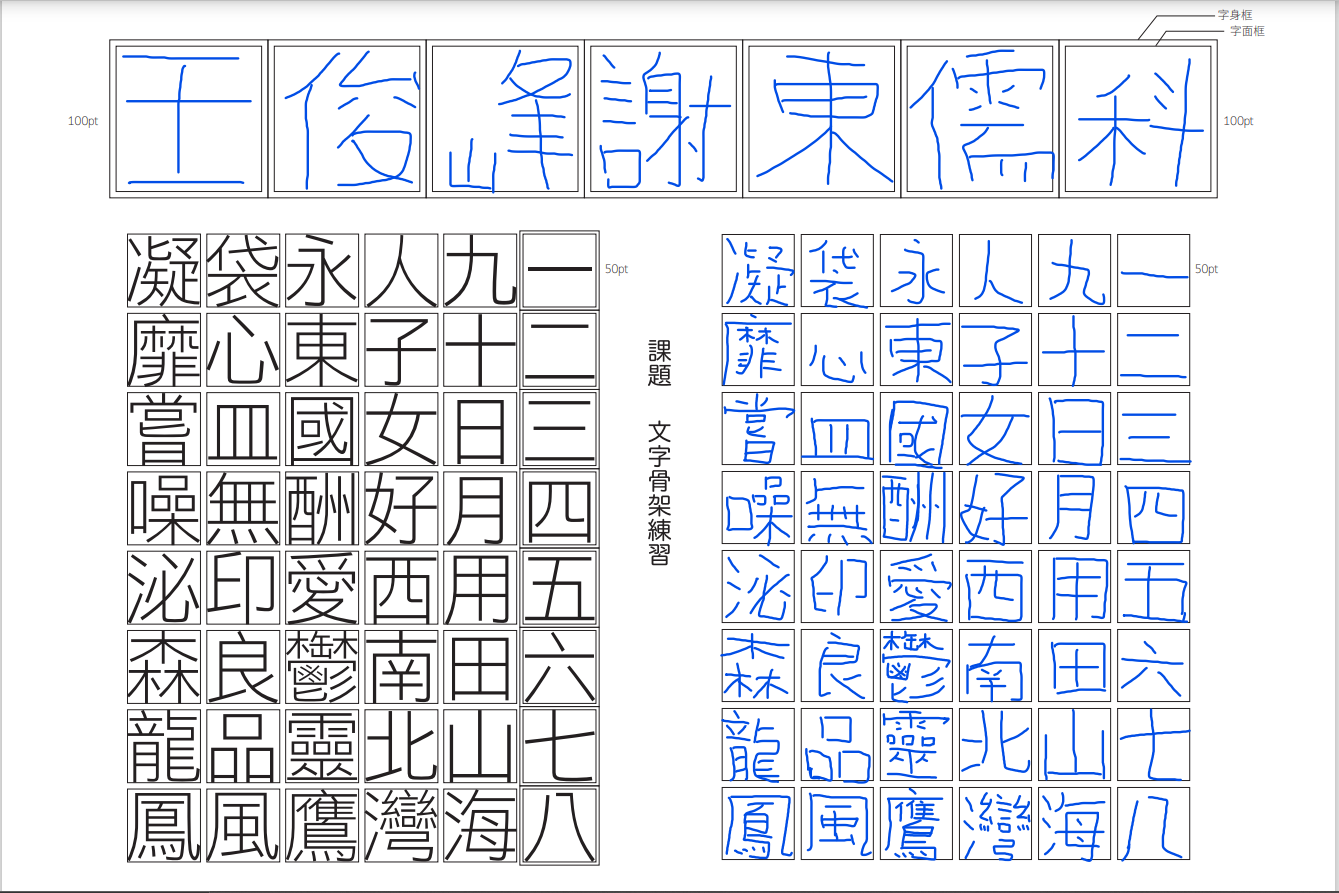 字身框
字面框
100pt
王俊峰謝東儒科
100pt
凝袋永人九一
50pt
靡心東子十二
嘗皿國女日三
噪無酬好月四
泌印愛西用五
森良鬱南田六
龍品靈北山七
鳳風鷹灣海八
課題 文字骨架練習
凝袋永人九一
50pt
靡心東子十二
嘗皿國女日三
噪無酬好月四
泌印愛西用五
森良鬱南田六
龍品靈北山七
鳳風鷹灣海八